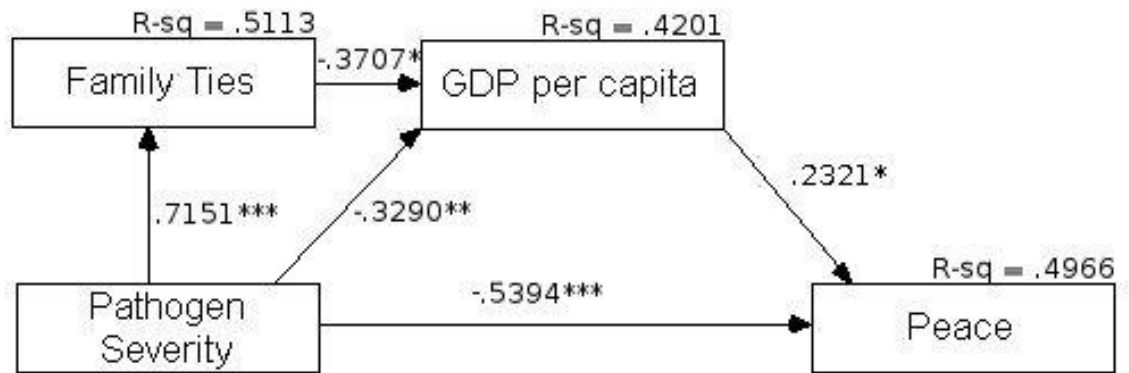 R-sq = .5113
R-sq = .4201
Family Ties
-.3707*
GDP per capita
.7151***
-.3290**
.2321*
R-sq = .4966
Pathogen
Severity
-.5394***
Peace